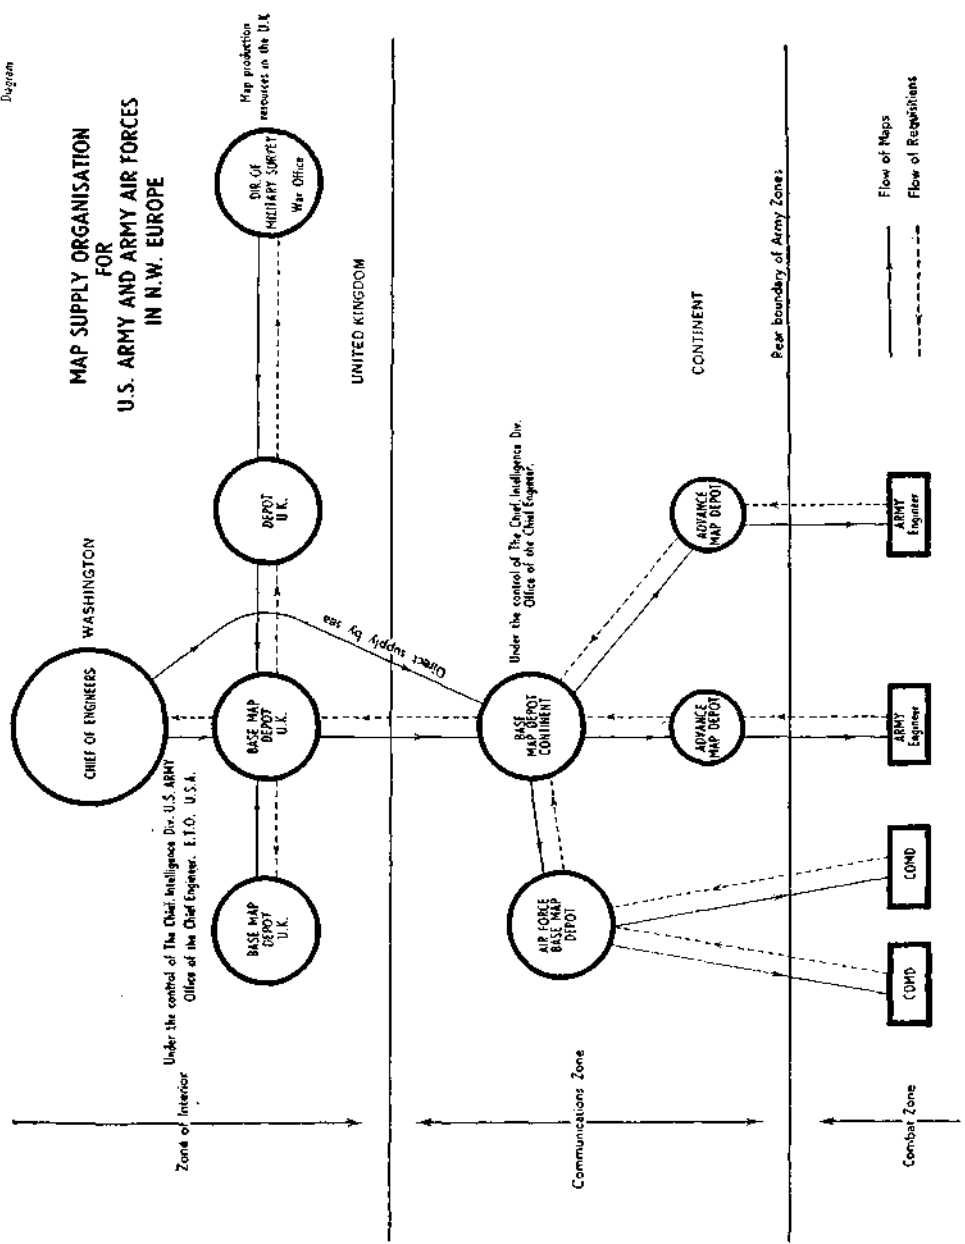 Diagram
MAP SUPPLY ORGANISATION
FOR
U.S. ARMY AND ARMY AIR FORCES
IN N.W. EUROPE
WASHINGTON
CHIEF OF ENGINEERS
Map production
resources in the U.K
Under the control of The Chief, Intelligence Div. U.S. ARMY
Office of the Chief Engineer. E.T.O. U.S.A.
Zone of Interior
BASE MAP
DEPOT
U.K.
BASE MAP
DEPOT
U.K.
DEPOT
U.K.
DIR. OF
MILITARY SURVEY
War Office
Direct supply by sea
UNITED KINGDOM
Under the control of The Chief, Intelligence Div.
Office of the Chief Engineer.
AIR FORCE
BASE MAP
DEPOT
BASE
MAP DEPOT
CONTINENT
Communications Zone
ADVANCE
MAP DEPOT
ADVANCE
MAP DEPOT
CONTINENT
Rear boundary of Army Zones
Combat Zone
COMD
COMD
ARMY
Engineer
ARMY
Engineer
Flow of Maps
Flow of Requisitions